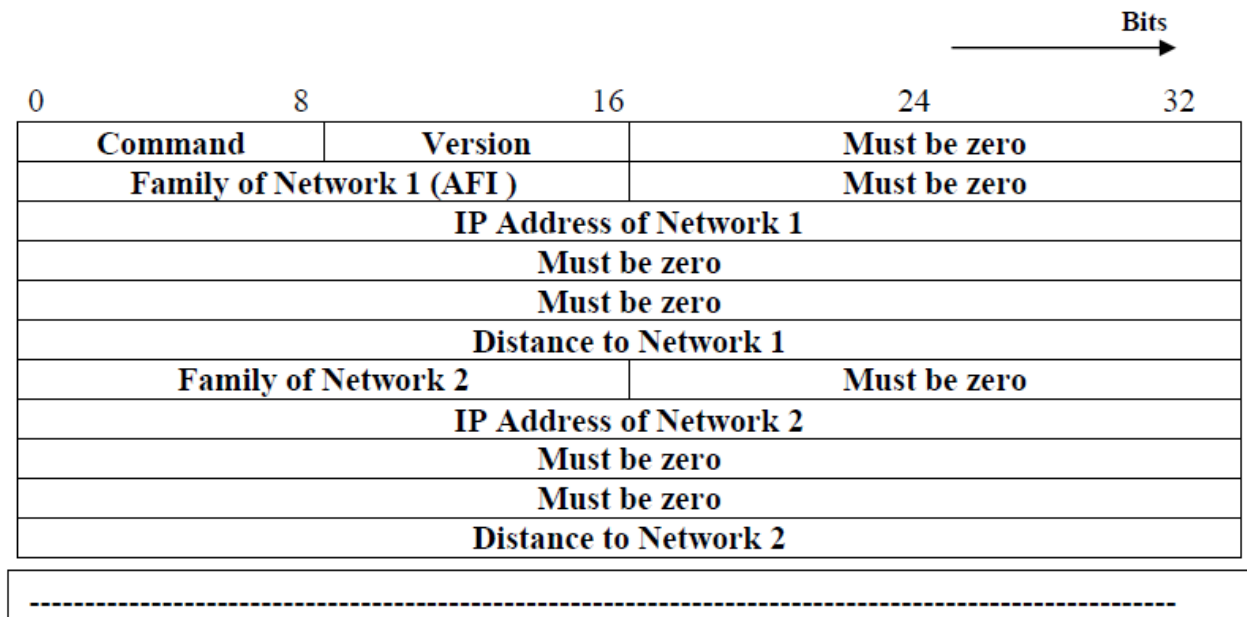 Bits
0 8 16 24 32
Command Version Must be zero
Family of Network 1 (AFI ) Must be zero
IP Address of Network 1
Must be zero
Must be zero
Distance to Network 1
Family of Network 2 Must be zero
IP Address of Network 2
Must be zero
Must be zero
Distance to Network 2